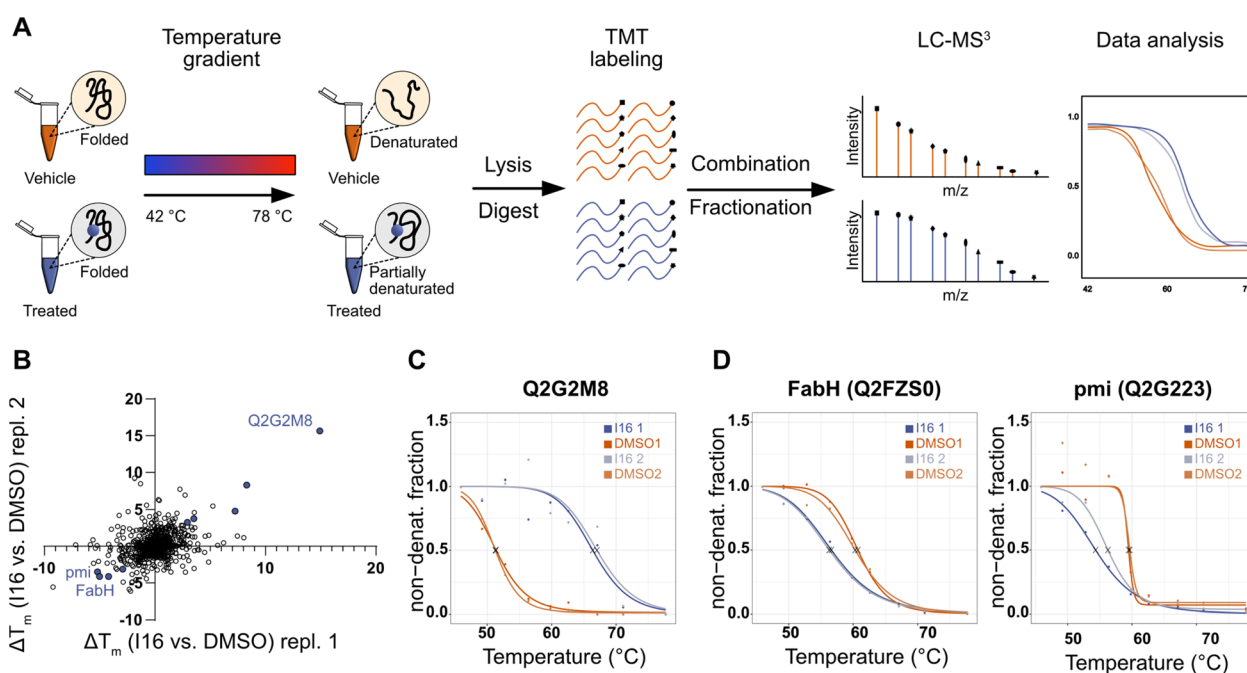 A
Temperature
gradient
TMT
labeling
LC-MS³
Data analysis
Folded
Vehicle
Denaturated
Vehicle
42 °C
78 °C
Folded
Treated
Partially
denaturated
Treated
Lysis
Digest
Combination
Fractionation
Intensity
m/z
Intensity
m/z
1.0
0.5
0.0
42
60
B
ΔTm (I16 vs. DMSO) repl. 2
20
15
10
5
-5
-10
-10
10
20
Q2G2M8
pmi
FabH
ΔTm (I16 vs. DMSO) repl. 1
C
Q2G2M8
non−denat. fraction
1.5
1.0
0.5
0.0
I16 1
DMSO1
I16 2
DMSO2
50
60
70
Temperature (°C)
D
FabH (Q2FZS0)
non−denat. fraction
1.5
1.0
0.5
0.0
I16 1
DMSO1
I16 2
DMSO2
50
60
70
Temperature (°C)
pmi (Q2G223)
non−denat. fraction
1.5
1.0
0.5
0.0
I16 1
DMSO1
I16 2
DMSO2
50
60
70
Temperature (°C)